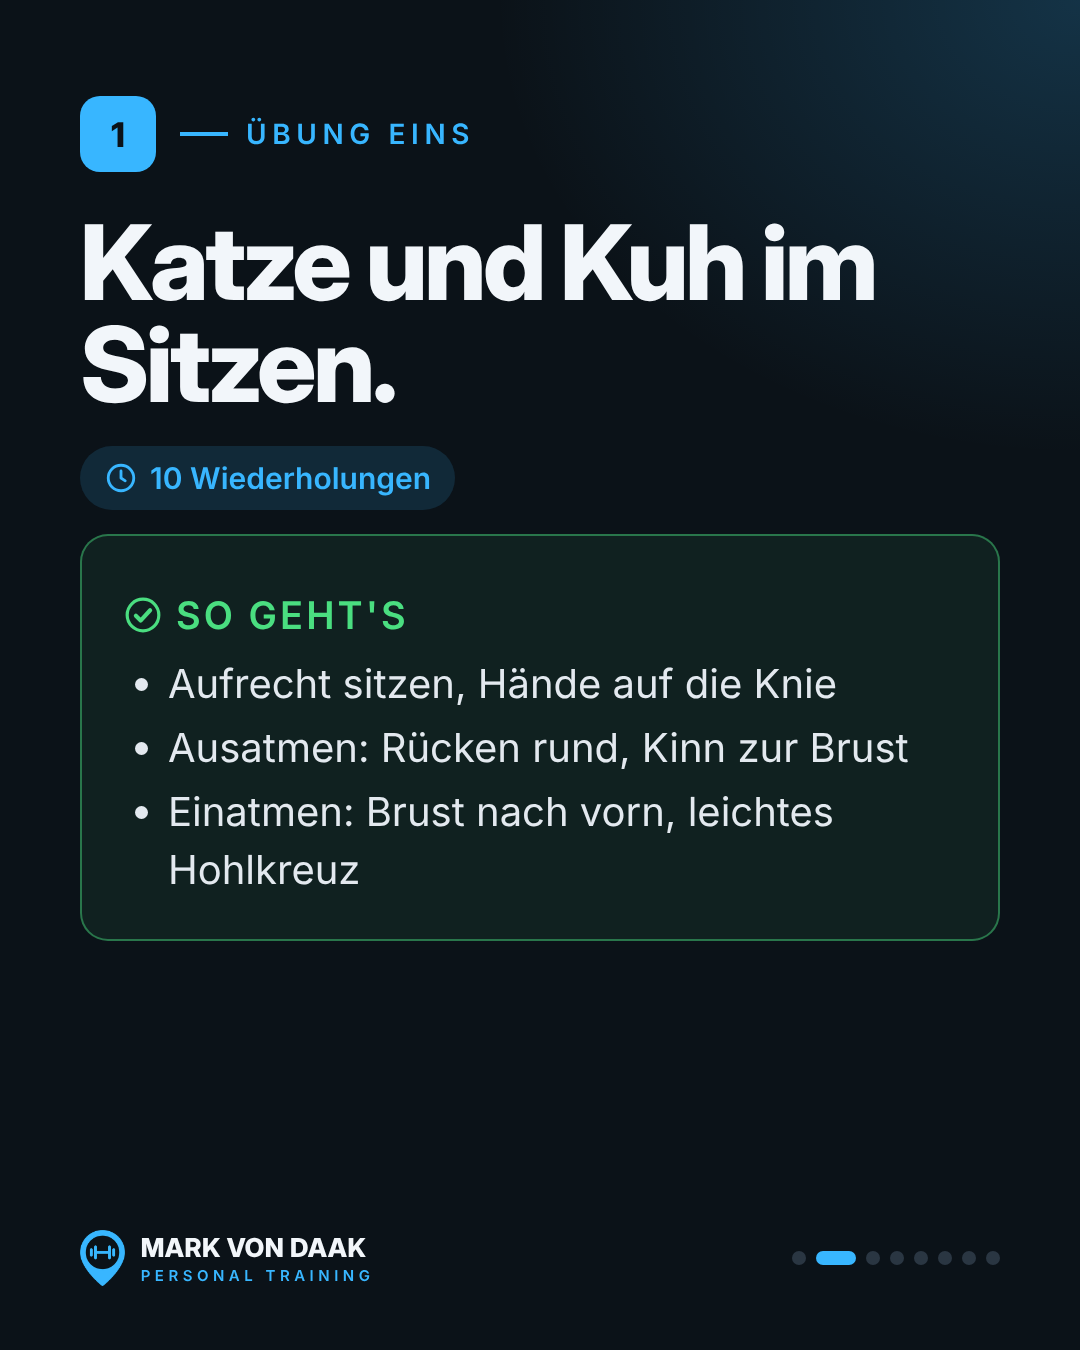 1
ÜBUNG EINS
Katze und Kuh im
Sitzen.
10 Wiederholungen
SO GEHT'S
• Aufrecht sitzen, Hände auf die Knie
• Ausatmen: Rücken rund, Kinn zur Brust
• Einatmen: Brust nach vorn, leichtes
Hohlkreuz
MARK VON DAAK
PERSONAL TRAINING